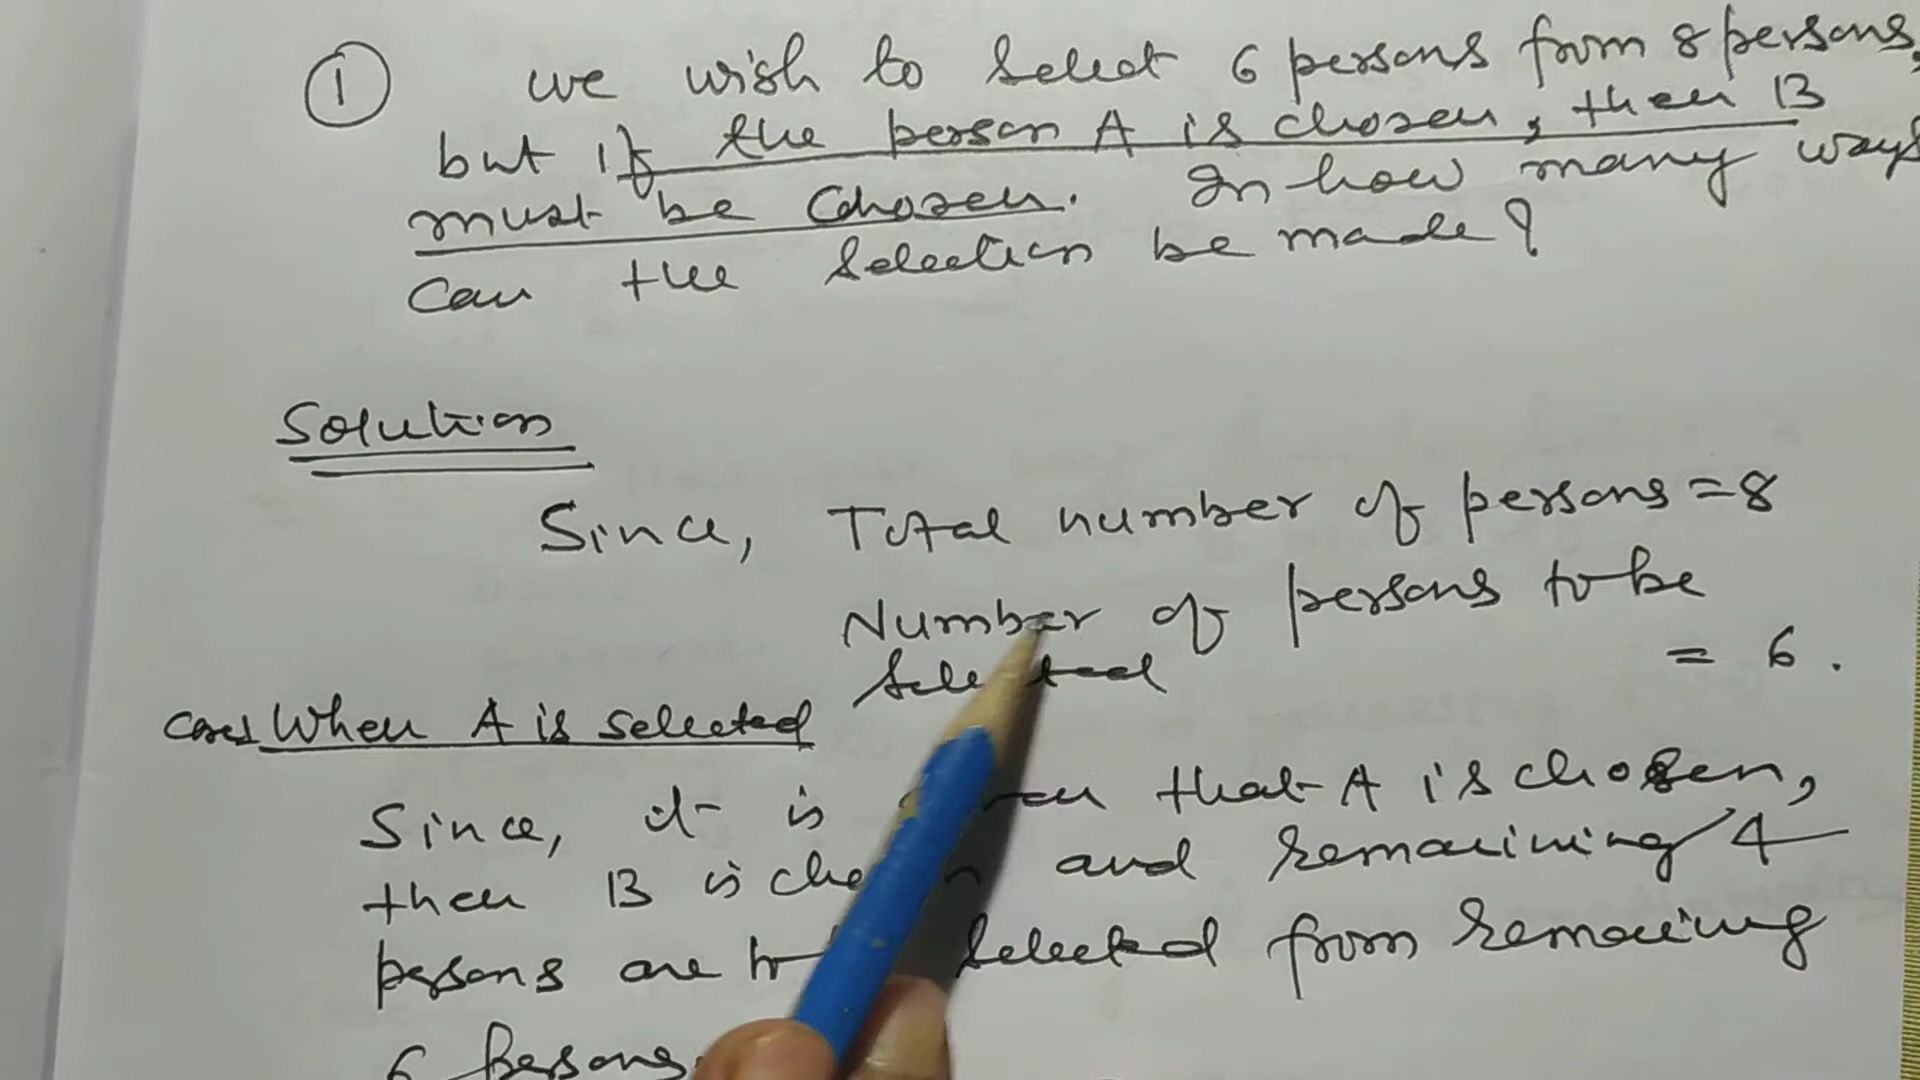 ① we wish to select 6 persons from 8 persons,
but if the person A is chosen, then B
must be chosen. In how many ways
can the selection be made?
Solution
Since, Total number of persons = 8
Number of persons to be
selected = 6.
Case1 When A is selected
Since, it is that A is chosen,
then B is and remaining 4
persons are selected from remaining
6 persons.